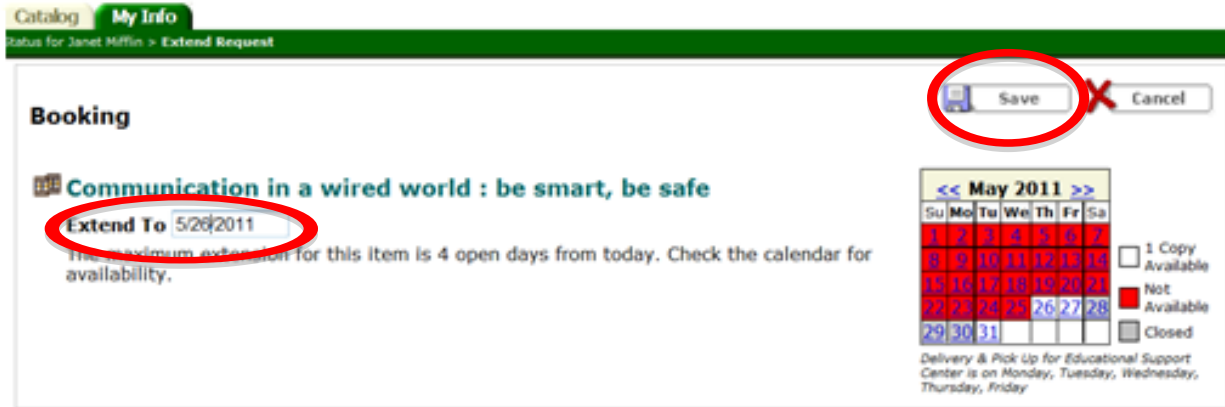 Catalog My Info
Status for Janet Mifflin > Extend Request
Save Cancel
Booking
Communication in a wired world : be smart, be safe
Extend To 5/26/2011
The maximum extension for this item is 4 open days from today. Check the calendar for
availability.
<< May 2011 >>
Su Mo Tu We Th Fr Sa
1 2 3 4 5 6 7
8 9 10 11 12 13 14
15 16 17 18 19 20 21
22 23 24 25 26 27 28
29 30 31
1 Copy
Available
Not
Available
Closed
Delivery & Pick Up for Educational Support
Center is on Monday, Tuesday, Wednesday,
Thursday, Friday